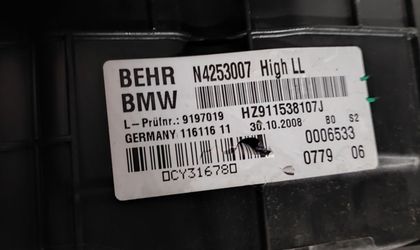 BEHR N4253007 High LL
BMW
L-Prüfnr.: 9197019 HZ911538107J
GERMANY 116116 11 30.10.2008 B0 S2
0006533
0779 06
0CY316780